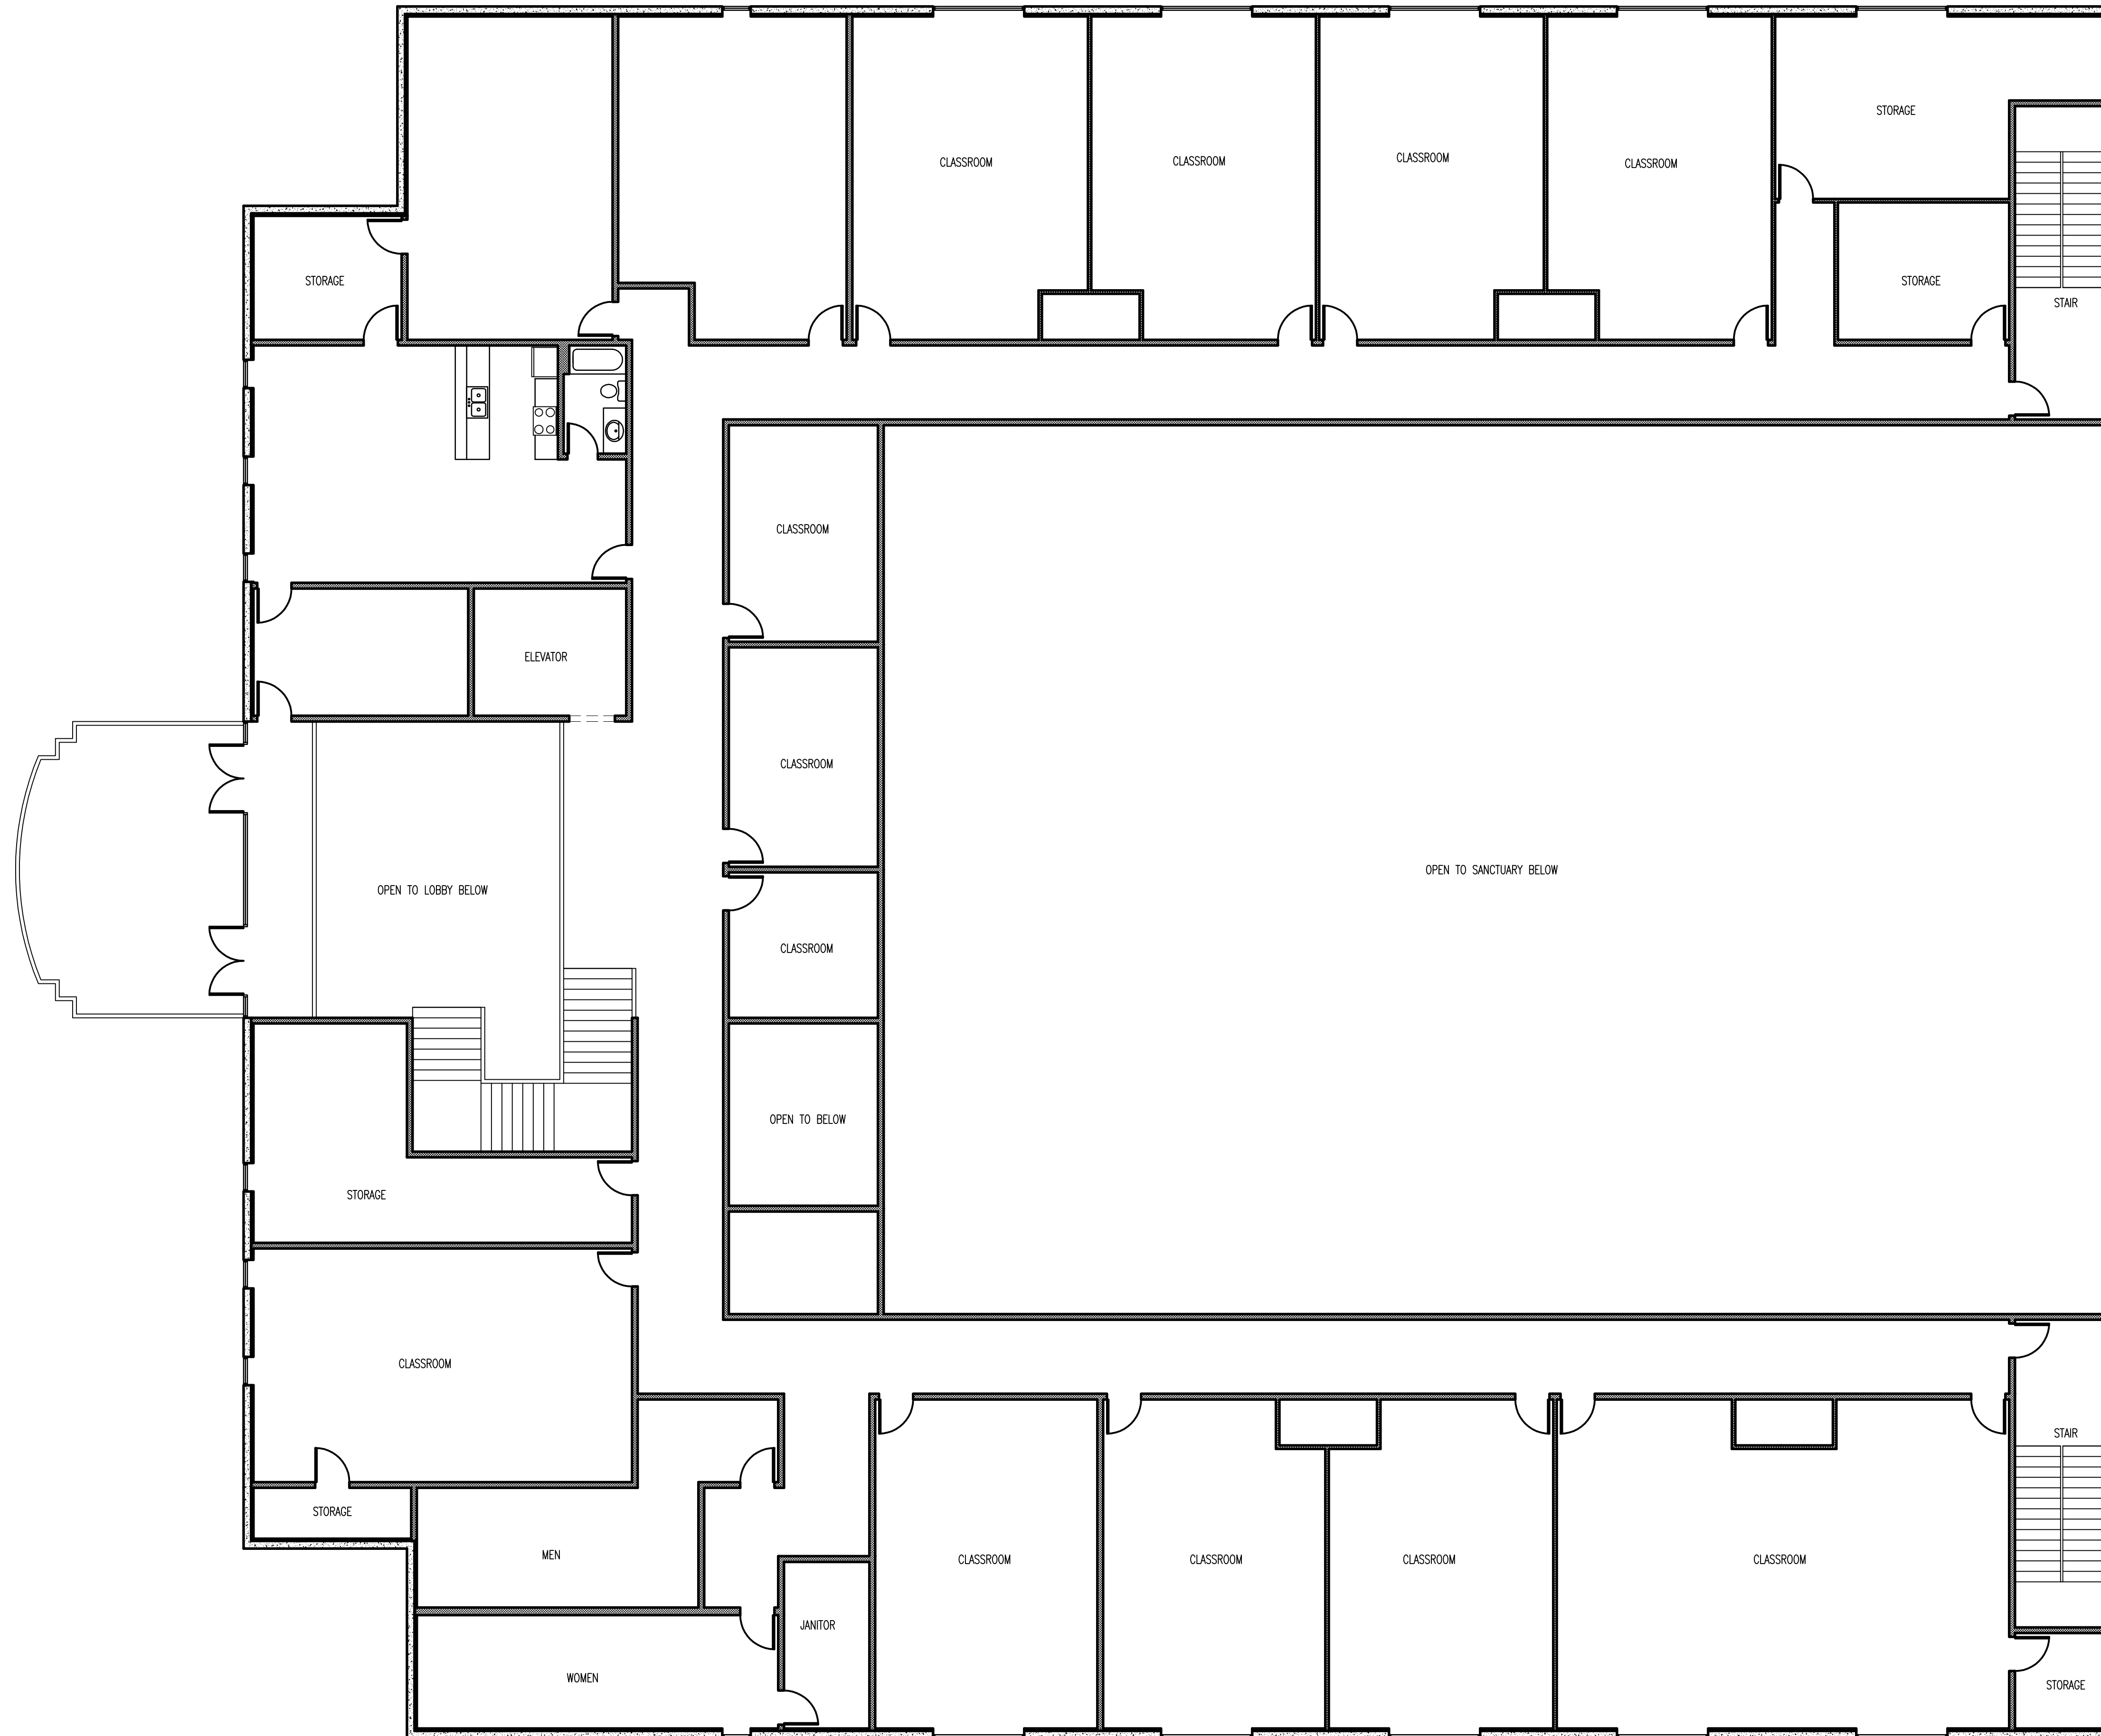 STORAGE
CLASSROOM
CLASSROOM
CLASSROOM
CLASSROOM
STORAGE
STORAGE
STAIR
CLASSROOM
ELEVATOR
CLASSROOM
OPEN TO SANCTUARY BELOW
OPEN TO LOBBY BELOW
CLASSROOM
OPEN TO BELOW
STORAGE
CLASSROOM
STAIR
STORAGE
MEN
CLASSROOM
CLASSROOM
CLASSROOM
CLASSROOM
JANITOR
WOMEN
STORAGE